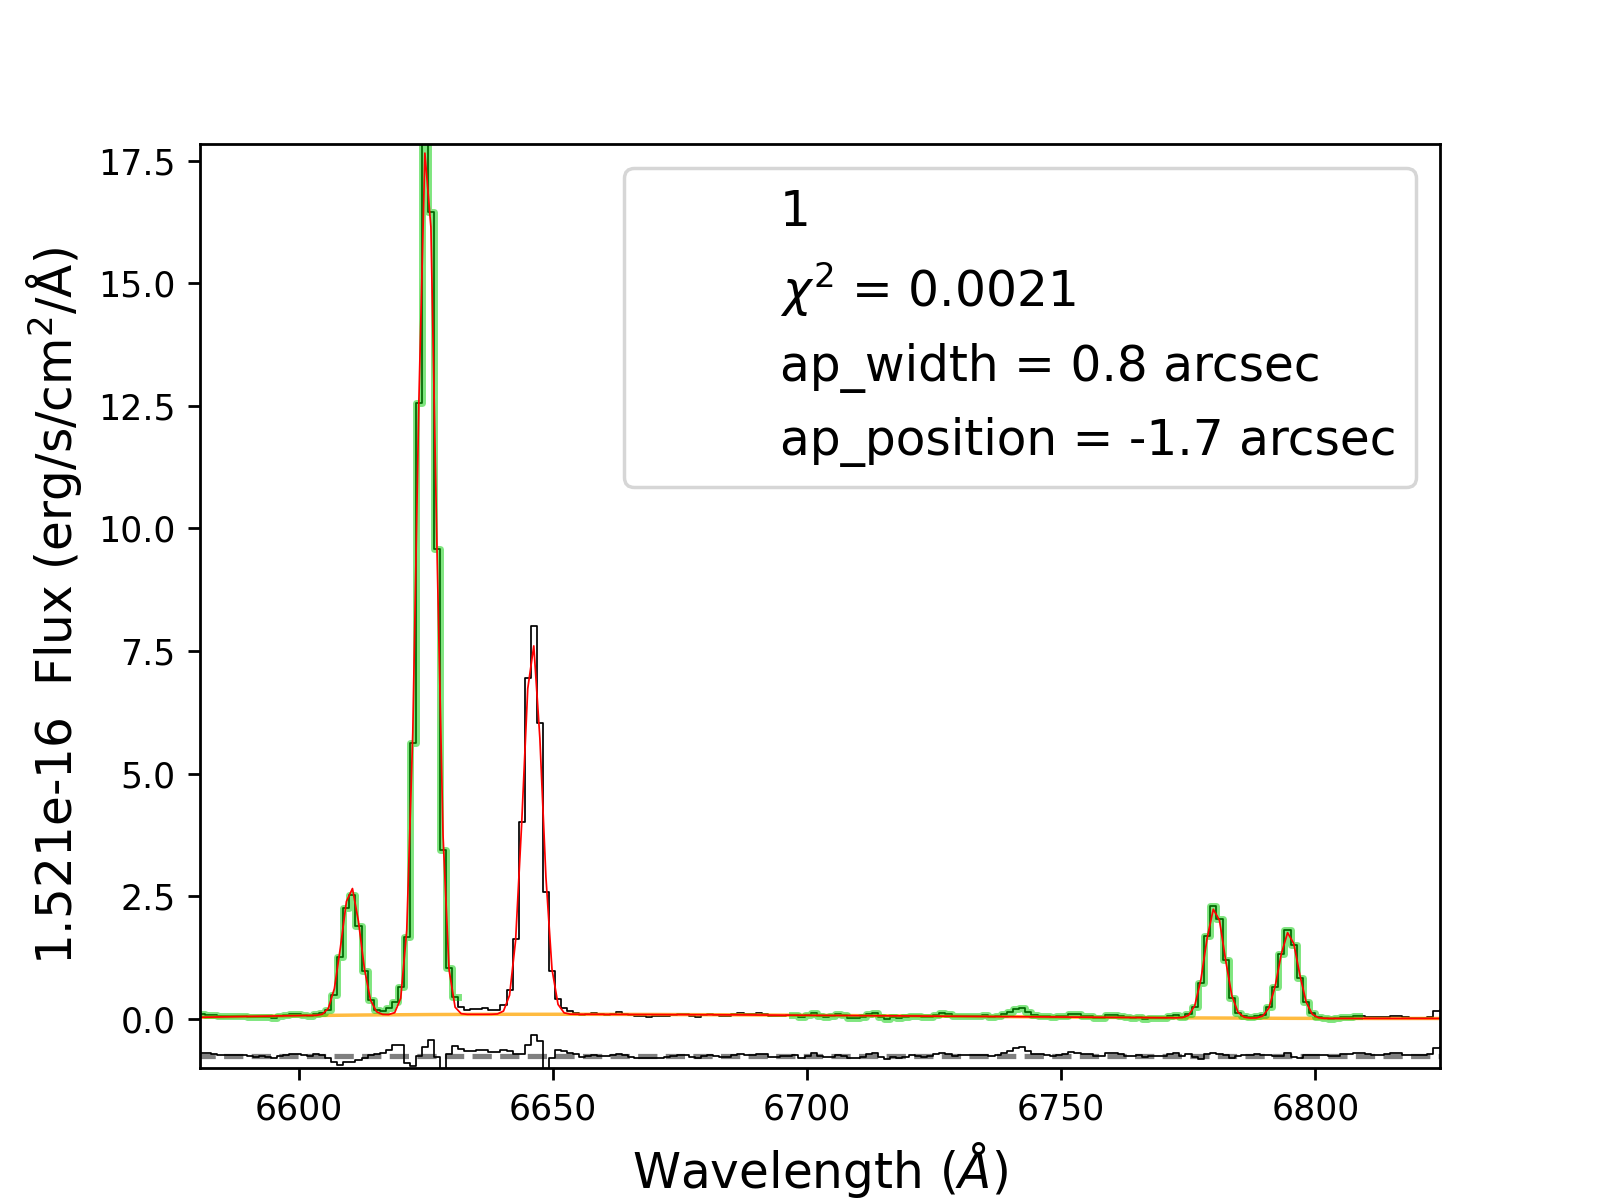 1
χ² = 0.0021
ap_width = 0.8 arcsec
ap_position = -1.7 arcsec
17.5
15.0
12.5
10.0
7.5
5.0
2.5
0.0
1.521e-16 Flux (erg/s/cm²/Å)
6600 6650 6700 6750 6800
Wavelength (Å)